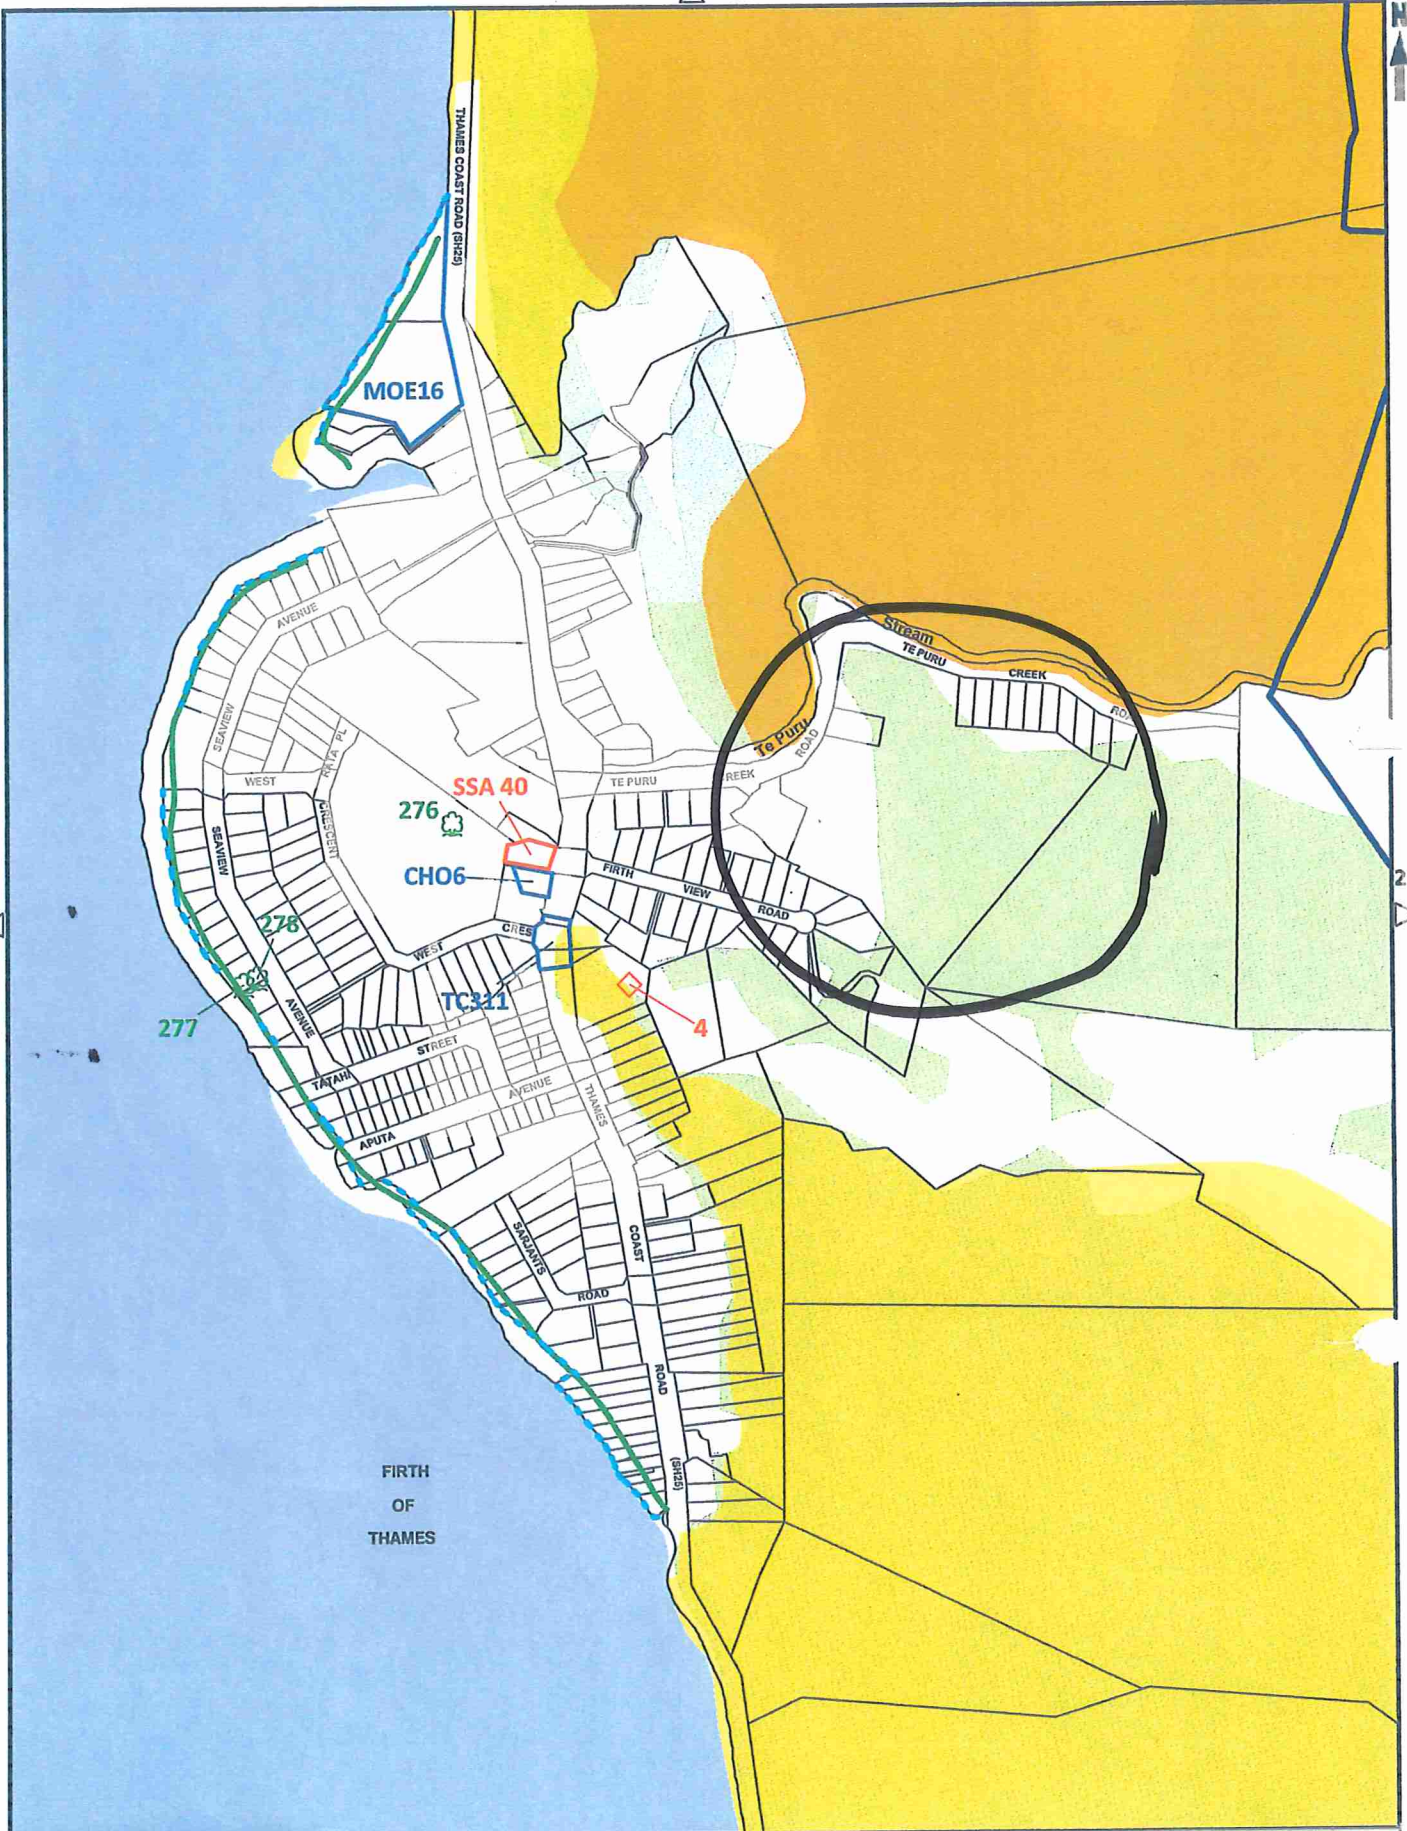 N
THAMES COAST ROAD (SH25)
MOE16
AVENUE
Stream
TE PURU
CREEK
SEAVIEW
RATA PL
Te Puru
ROAD
WEST
TE PURU
SSA 40
276
CRESCENT
SEAVIEW
CHO6
FIRTH
VIEW
ROAD
2
278
WEST
CRES
TC311
277
AVENUE
4
STREET
TATAHI
AVENUE
THAMES
APUTA
SARJANTS
COAST
ROAD
ROAD
(SH25)
FIRTH
OF
THAMES